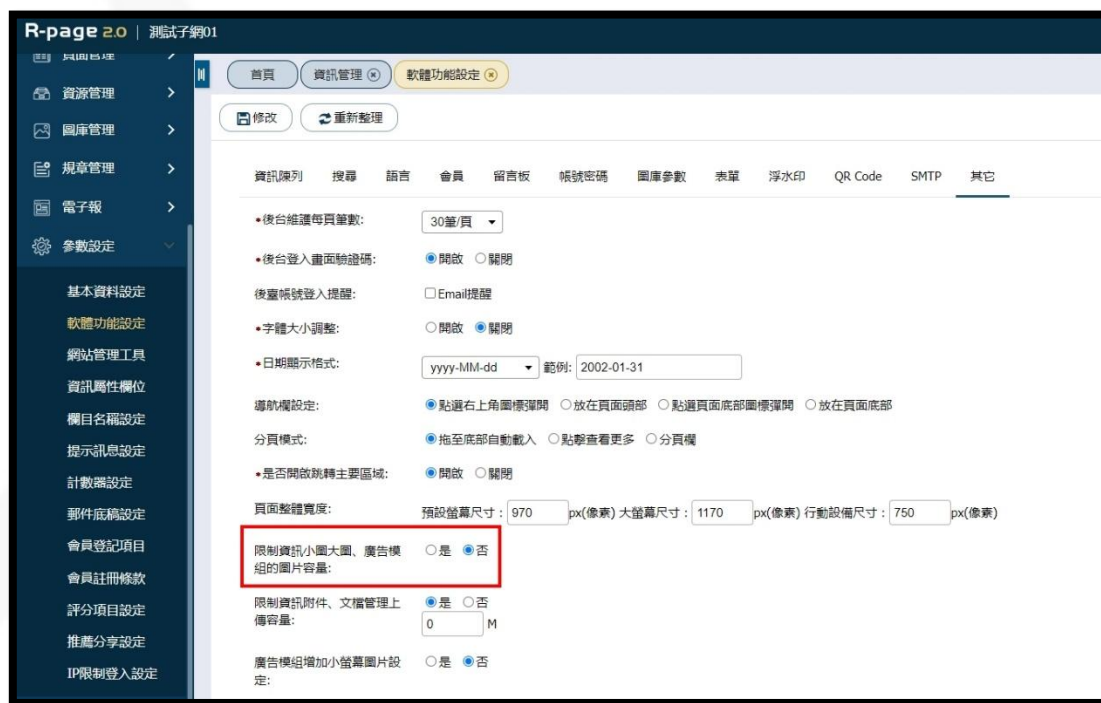 R-page 2.0 | 測試子網01
頁面管理
資源管理
圖庫管理
規章管理
電子報
參數設定
基本資料設定
軟體功能設定
網站管理工具
資訊屬性欄位
欄目名稱設定
提示訊息設定
計數器設定
郵件底稿設定
會員登記項目
會員註冊條款
評分項目設定
推薦分享設定
IP限制登入設定
首頁 資訊管理 軟體功能設定
修改 重新整理
資訊陳列 搜尋 語言 會員 留言板 帳號密碼 圖庫參數 表單 浮水印 QR Code SMTP 其它
•後台維護每頁筆數: 30筆/頁
•後台登入畫面驗證碼: 開啟 關閉
後臺帳號登入提醒: Email提醒
•字體大小調整: 開啟 關閉
•日期顯示格式: yyyy-MM-dd 範例: 2002-01-31
導航欄設定: 點選右上角圖標彈開 放在頁面頭部 點選頁面底部圖標彈開 放在頁面底部
分頁模式: 拖至底部自動載入 點擊查看更多 分頁欄
•是否開啟跳轉主要區域: 開啟 關閉
頁面整體寬度: 預設螢幕尺寸: 970 px(像素) 大螢幕尺寸: 1170 px(像素) 行動設備尺寸: 750 px(像素)
限制資訊小圖大圖、廣告模 是 否
組的圖片容量:
限制資訊附件、文檔管理上 是 否
傳容量: 0 M
廣告模組增加小螢幕圖片設 是 否
定: